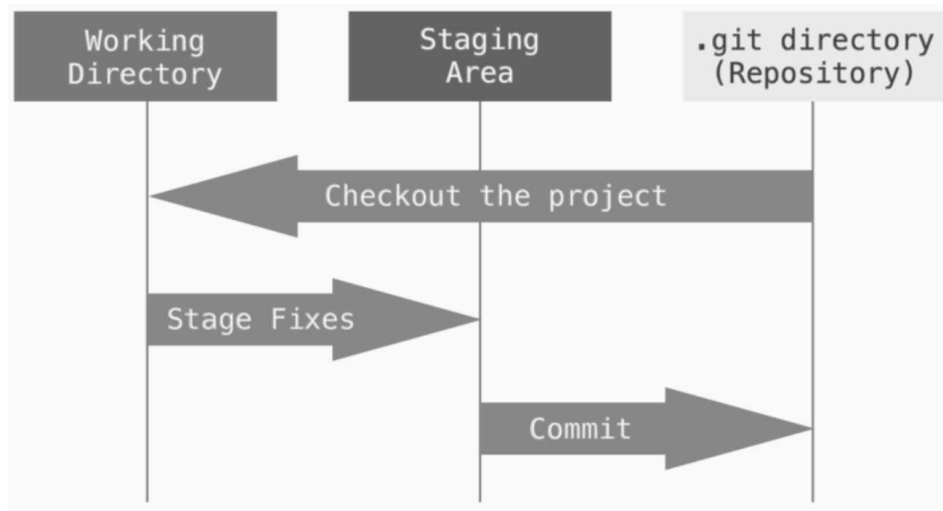 Working
Directory
Staging
Area
.git directory
(Repository)
Checkout the project
Stage Fixes
Commit